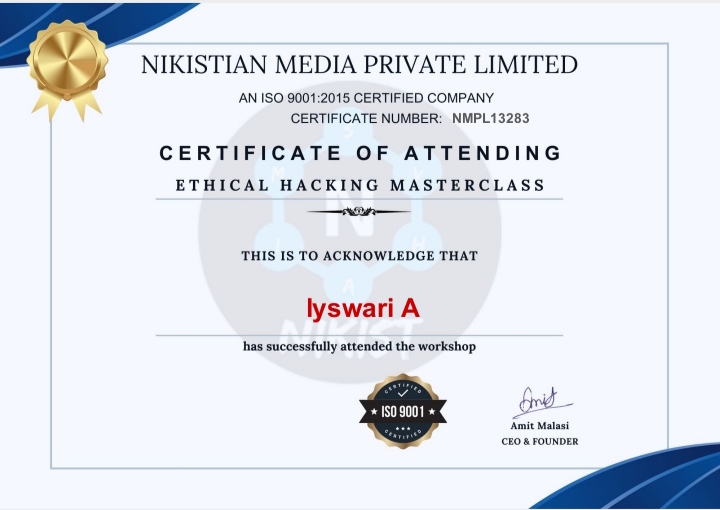 NIKISTIAN MEDIA PRIVATE LIMITED
AN ISO 9001:2015 CERTIFIED COMPANY
CERTIFICATE NUMBER: NMPL13283
CERTIFICATE OF ATTENDING
ETHICAL HACKING MASTERCLASS
THIS IS TO ACKNOWLEDGE THAT
Iyswari A
NIKIST
has successfully attended the workshop
CERTIFIED
ISO 9001
CERTIFIED
Amit
Amit Malasi
CEO & FOUNDER